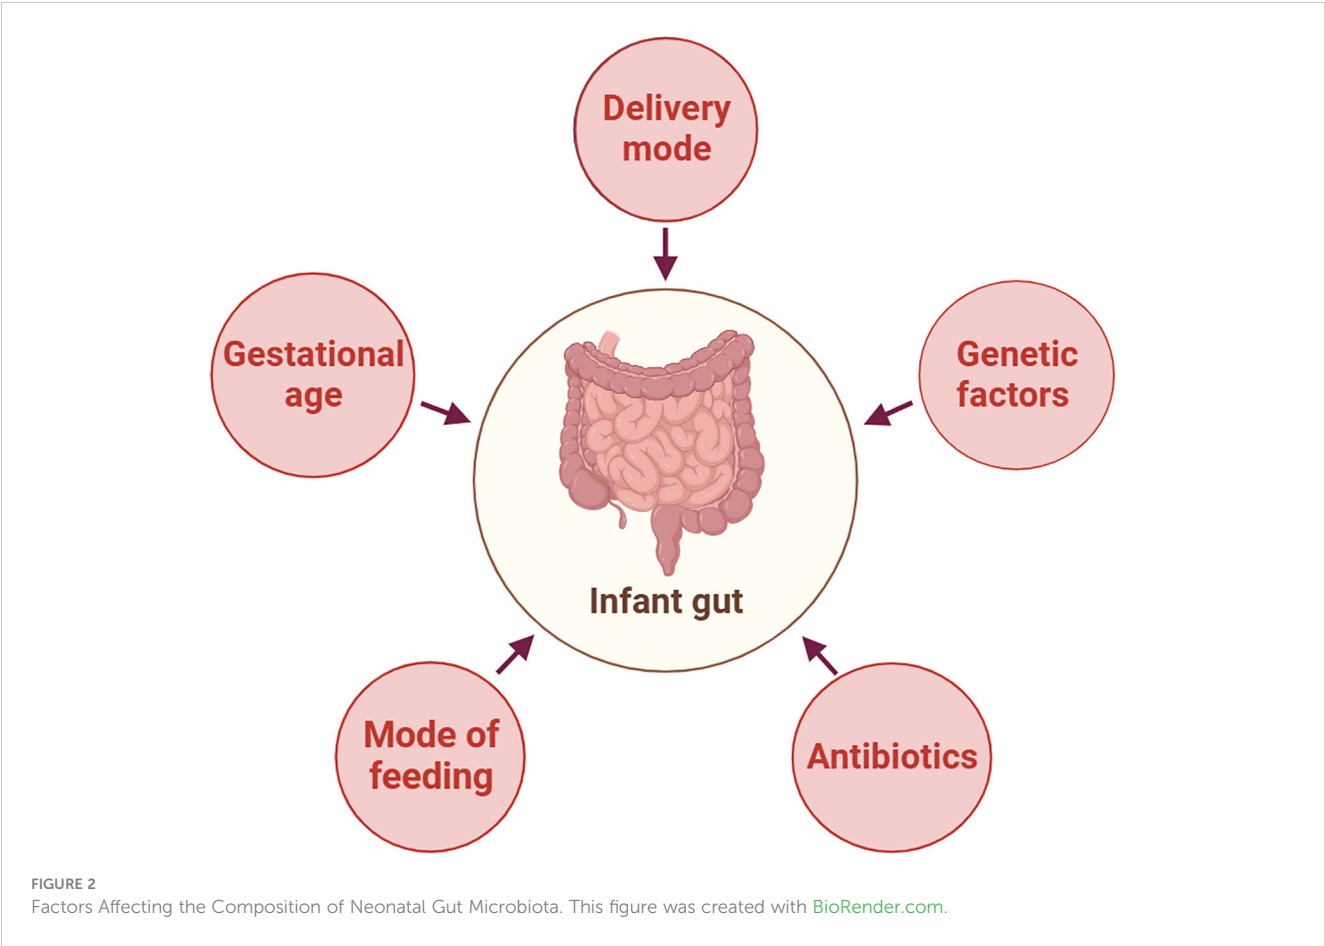 Delivery
mode
Gestational
age
Genetic
factors
Infant gut
Mode of
feeding
Antibiotics
FIGURE 2
Factors Affecting the Composition of Neonatal Gut Microbiota. This figure was created with BioRender.com.